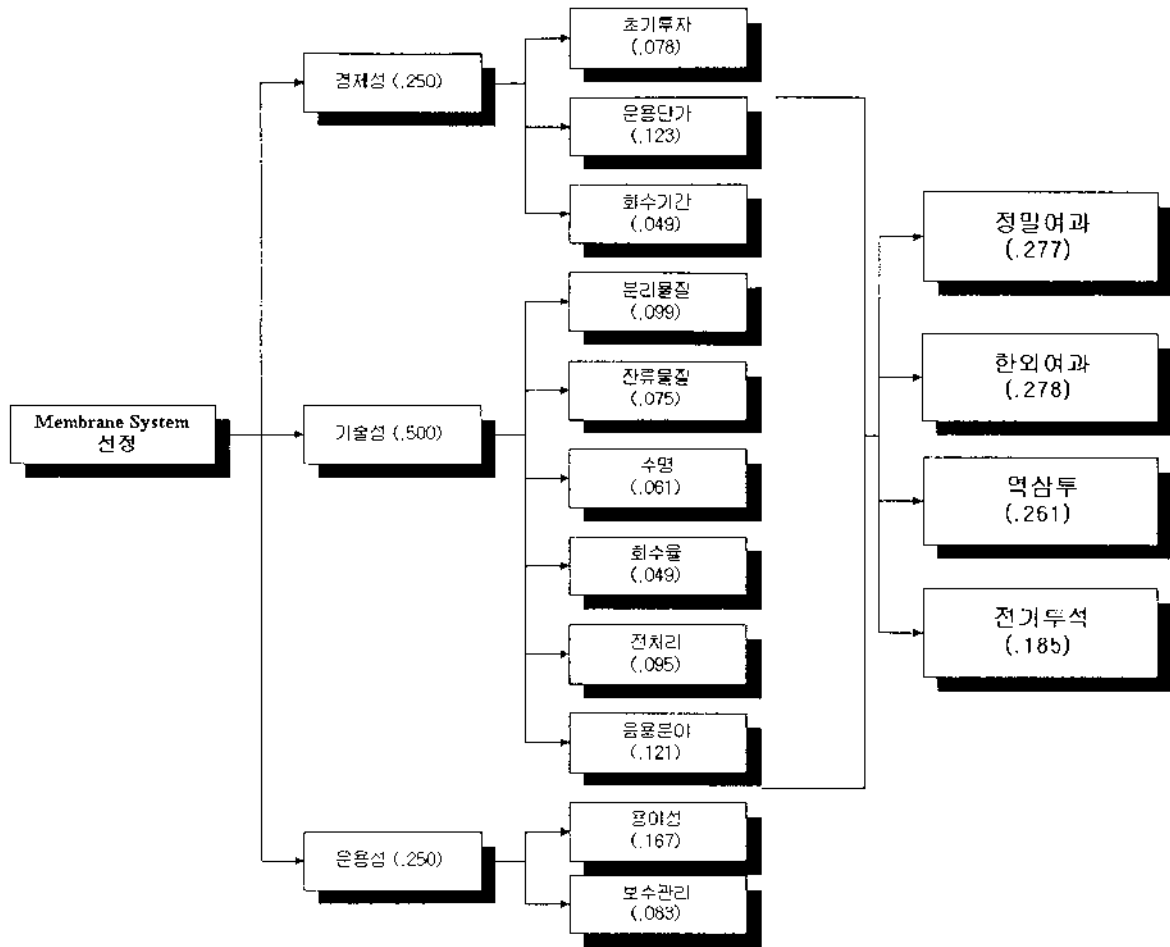 Membrane System
선정
경제성 (.250)
기술성 (.500)
운용성 (.250)
초기투자
(.078)
운용단가
(.123)
회수기간
(.049)
분리물질
(.099)
잔류물질
(.075)
수명
(.061)
회수율
(.049)
전처리
(.095)
응용분야
(.121)
용이성
(.167)
보수관리
(.083)
정밀여과
(.277)
한외여과
(.278)
역삼투
(.261)
전기투석
(.185)